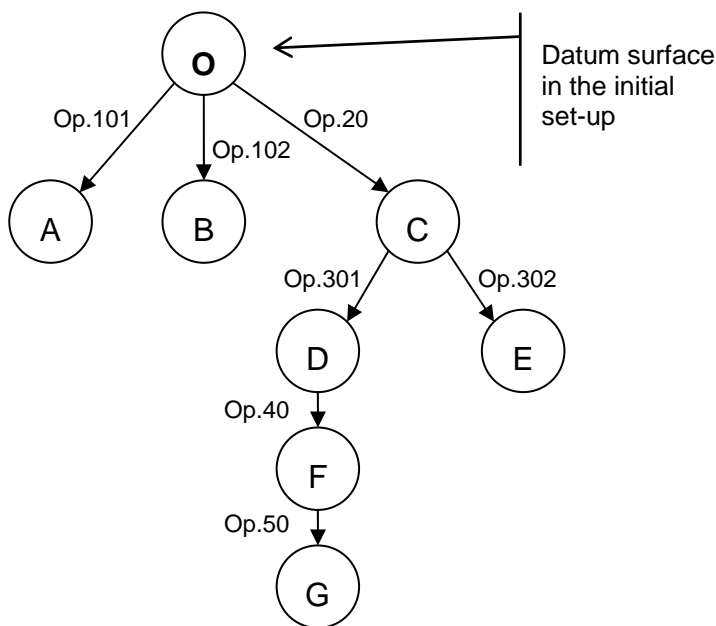 O
Datum surface
in the initial
set-up
Op.101
Op.102
Op.20
A
B
C
Op.301
Op.302
D
E
Op.40
F
Op.50
G